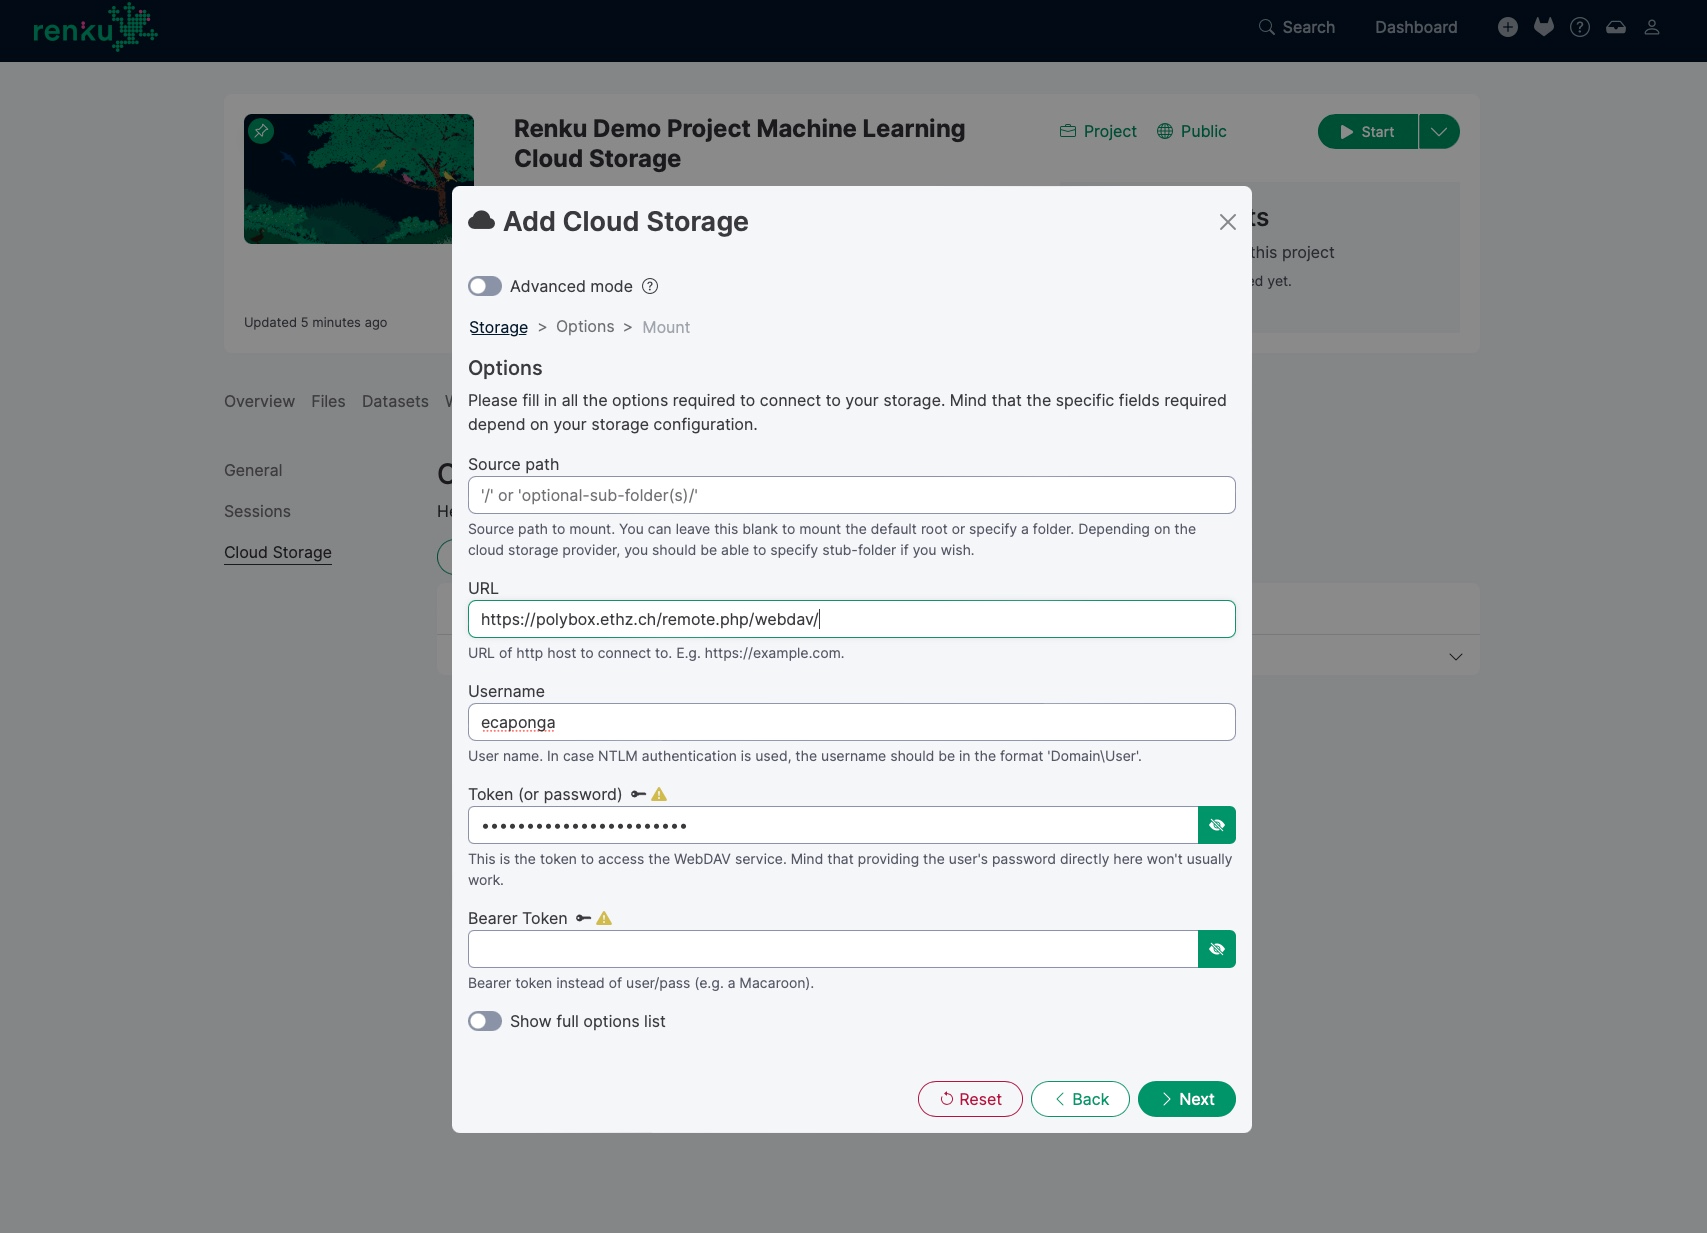 renku
Search
Dashboard
Renku Demo Project Machine Learning
Cloud Storage
Project
Public
Start
Updated 5 minutes ago
ts
this project
ed yet.
Overview Files Datasets
General
Sessions
Cloud Storage
Add Cloud Storage
Advanced mode
Storage > Options > Mount
Options
Please fill in all the options required to connect to your storage. Mind that the specific fields required
depend on your storage configuration.
Source path
'/' or 'optional-sub-folder(s)/'
Source path to mount. You can leave this blank to mount the default root or specify a folder. Depending on the
cloud storage provider, you should be able to specify stub-folder if you wish.
URL
https://polybox.ethz.ch/remote.php/webdav/
URL of http host to connect to. E.g. https://example.com.
Username
ecaponga
User name. In case NTLM authentication is used, the username should be in the format 'Domain\User'.
Token (or password)
•••••••••••••••••••••••
This is the token to access the WebDAV service. Mind that providing the user's password directly here won't usually
work.
Bearer Token
Bearer token instead of user/pass (e.g. a Macaroon).
Show full options list
Reset
Back
Next